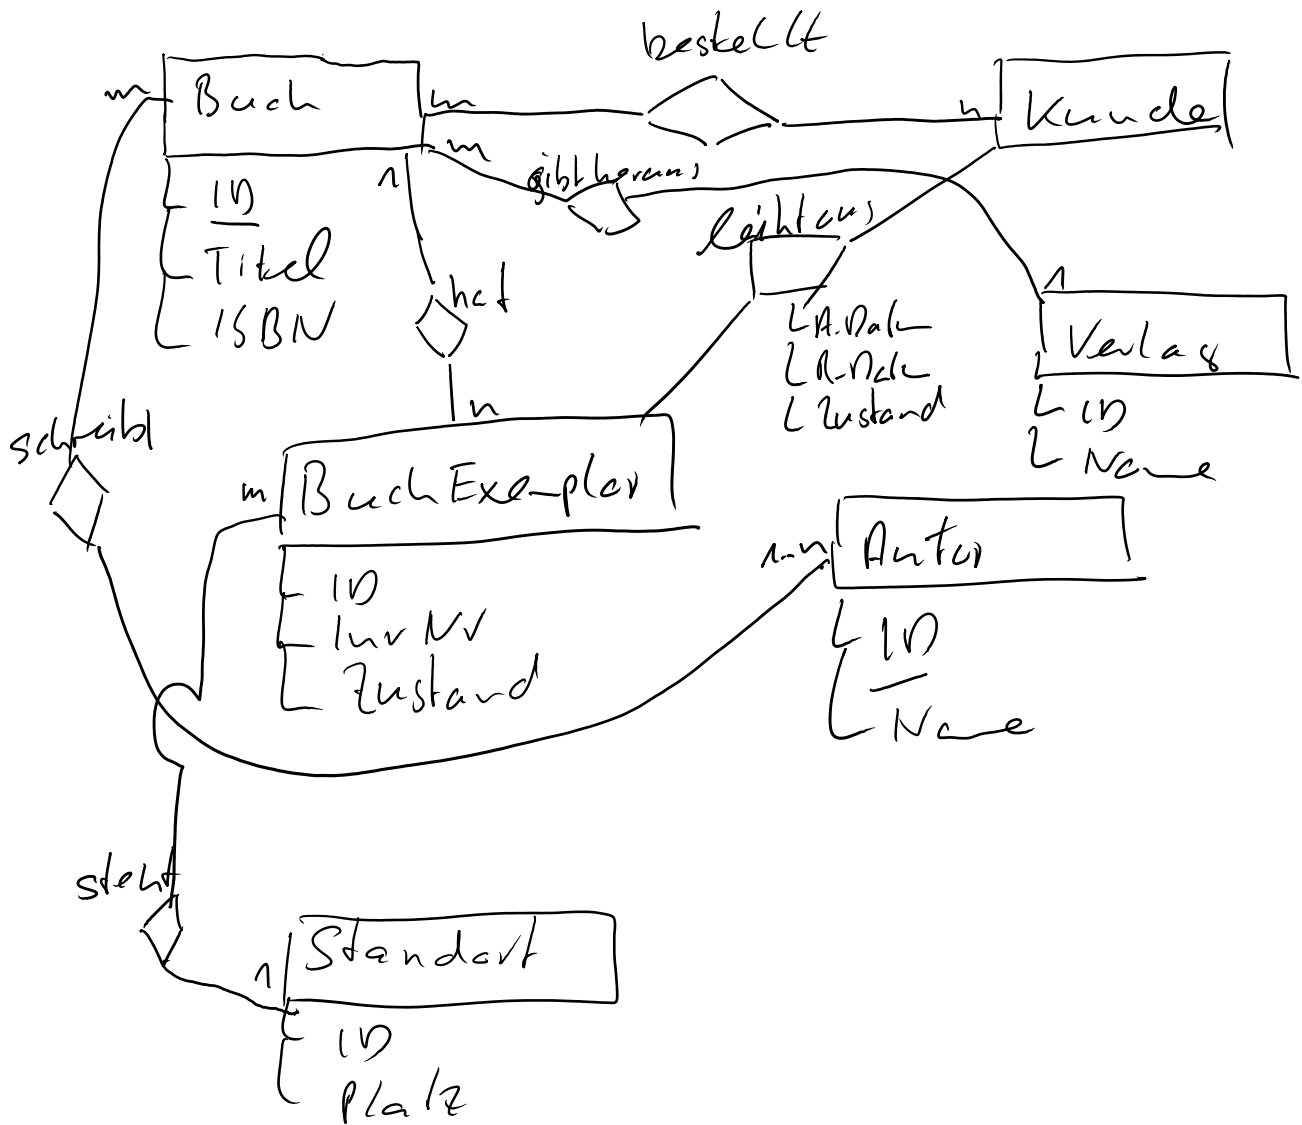 bestellt
m
Buch
m
n
Kunde
m
gibt heraus
1
ID
Titel
ISBN
leiht aus
hat
1
Verlag
A.Datum
R.Datum
Zustand
ID
Name
n
schreibt
m
BuchExemplar
1-n
Autor
ID
InvNr
Zustand
ID
Name
steht
1
Standort
ID
Platz